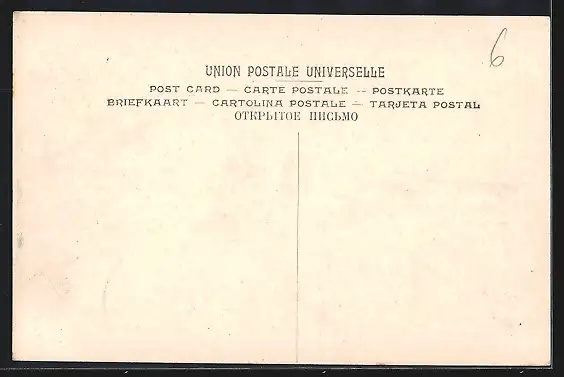 6
UNION POSTALE UNIVERSELLE
POST CARD — CARTE POSTALE -- POSTKARTE
BRIEFKAART — CARTOLINA POSTALE — TARJETA POSTAL
ОТКРЫТОЕ ПИСЬМО